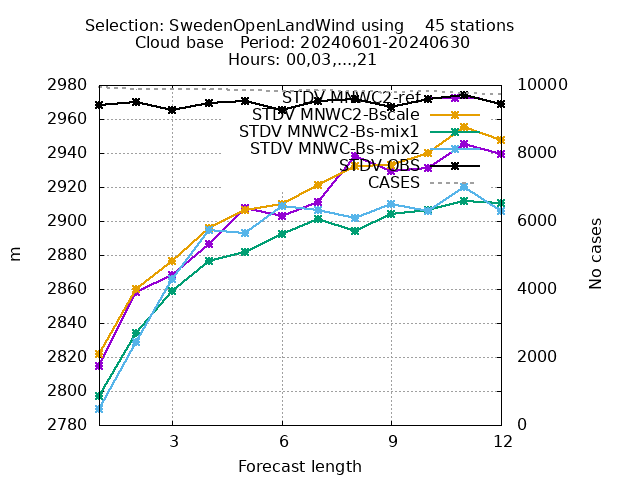 Selection: SwedenOpenLandWind using    45 stations
Cloud base   Period: 20240601-20240630
Hours: 00,03,...,21
2980
2960
2940
2920
2900
2880
2860
2840
2820
2800
2780
m
STDV MNWC2-ref
STDV MNWC2-Bscale
STDV MNWC2-Bs-mix1
STDV MNWC-Bs-mix2
STDV OBS
CASES
10000
8000
6000
4000
2000
0
No cases
3 6 9 12
Forecast length